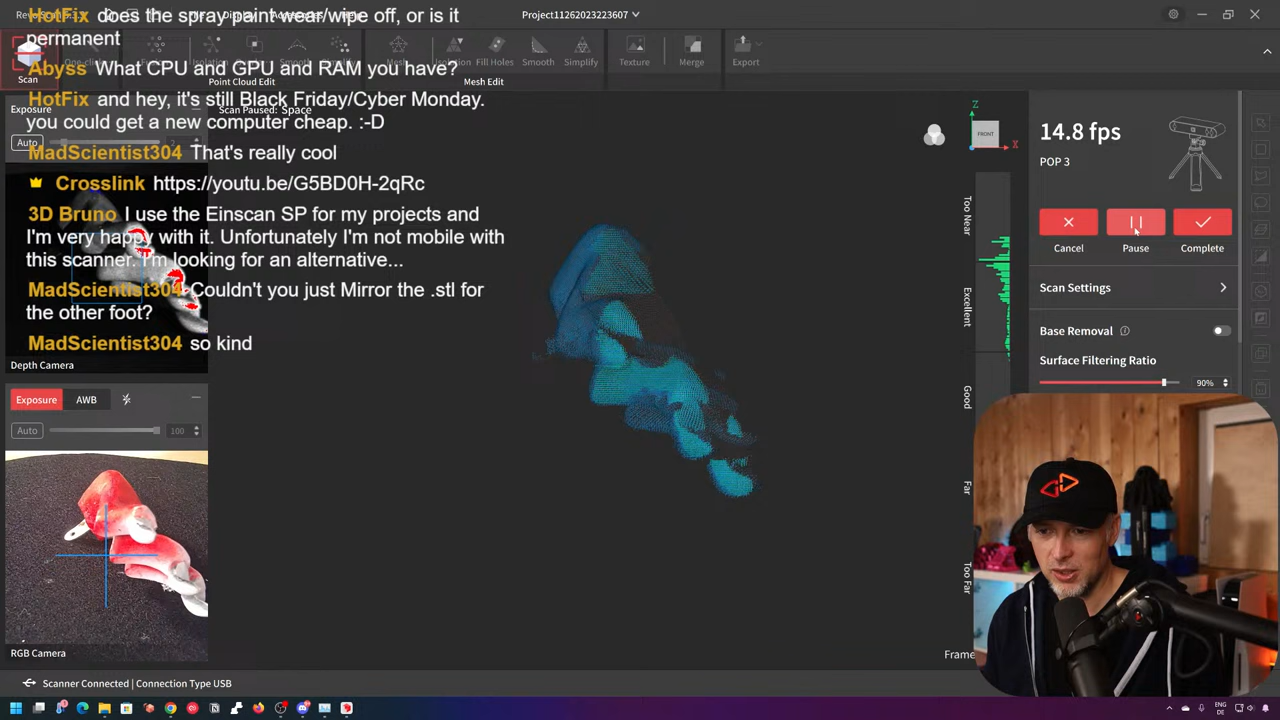 Project11262023223607
HotFix does the spray paint wear/wipe off, or is it
permanent
Abyss What CPU and GPU and RAM you have?
HotFix and hey, it's still Black Friday/Cyber Monday.
you could get a new computer cheap. :-D
MadScientist304 That's really cool
Crosslink https://youtu.be/G5BD0H-2qRc
3D Bruno I use the Einscan SP for my projects and
I'm very happy with it. Unfortunately I'm not mobile with
this scanner. I'm looking for an alternative...
MadScientist304 Couldn't you just Mirror the .stl for
the other foot?
MadScientist304 so kind
Scan
Isolation
Smooth
Simplify
Texture
Merge
Export
Point Cloud Edit
Mesh Edit
Exposure
Scan Paused: Space
Auto
Depth Camera
Exposure
AWB
Auto
100
RGB Camera
FRONT
Z
X
Too Near
Excellent
Good
Far
Too Far
Frame
14.8 fps
POP 3
Cancel
Pause
Complete
Scan Settings
Base Removal
Surface Filtering Ratio
90%
Scanner Connected | Connection Type USB
ENG
DE